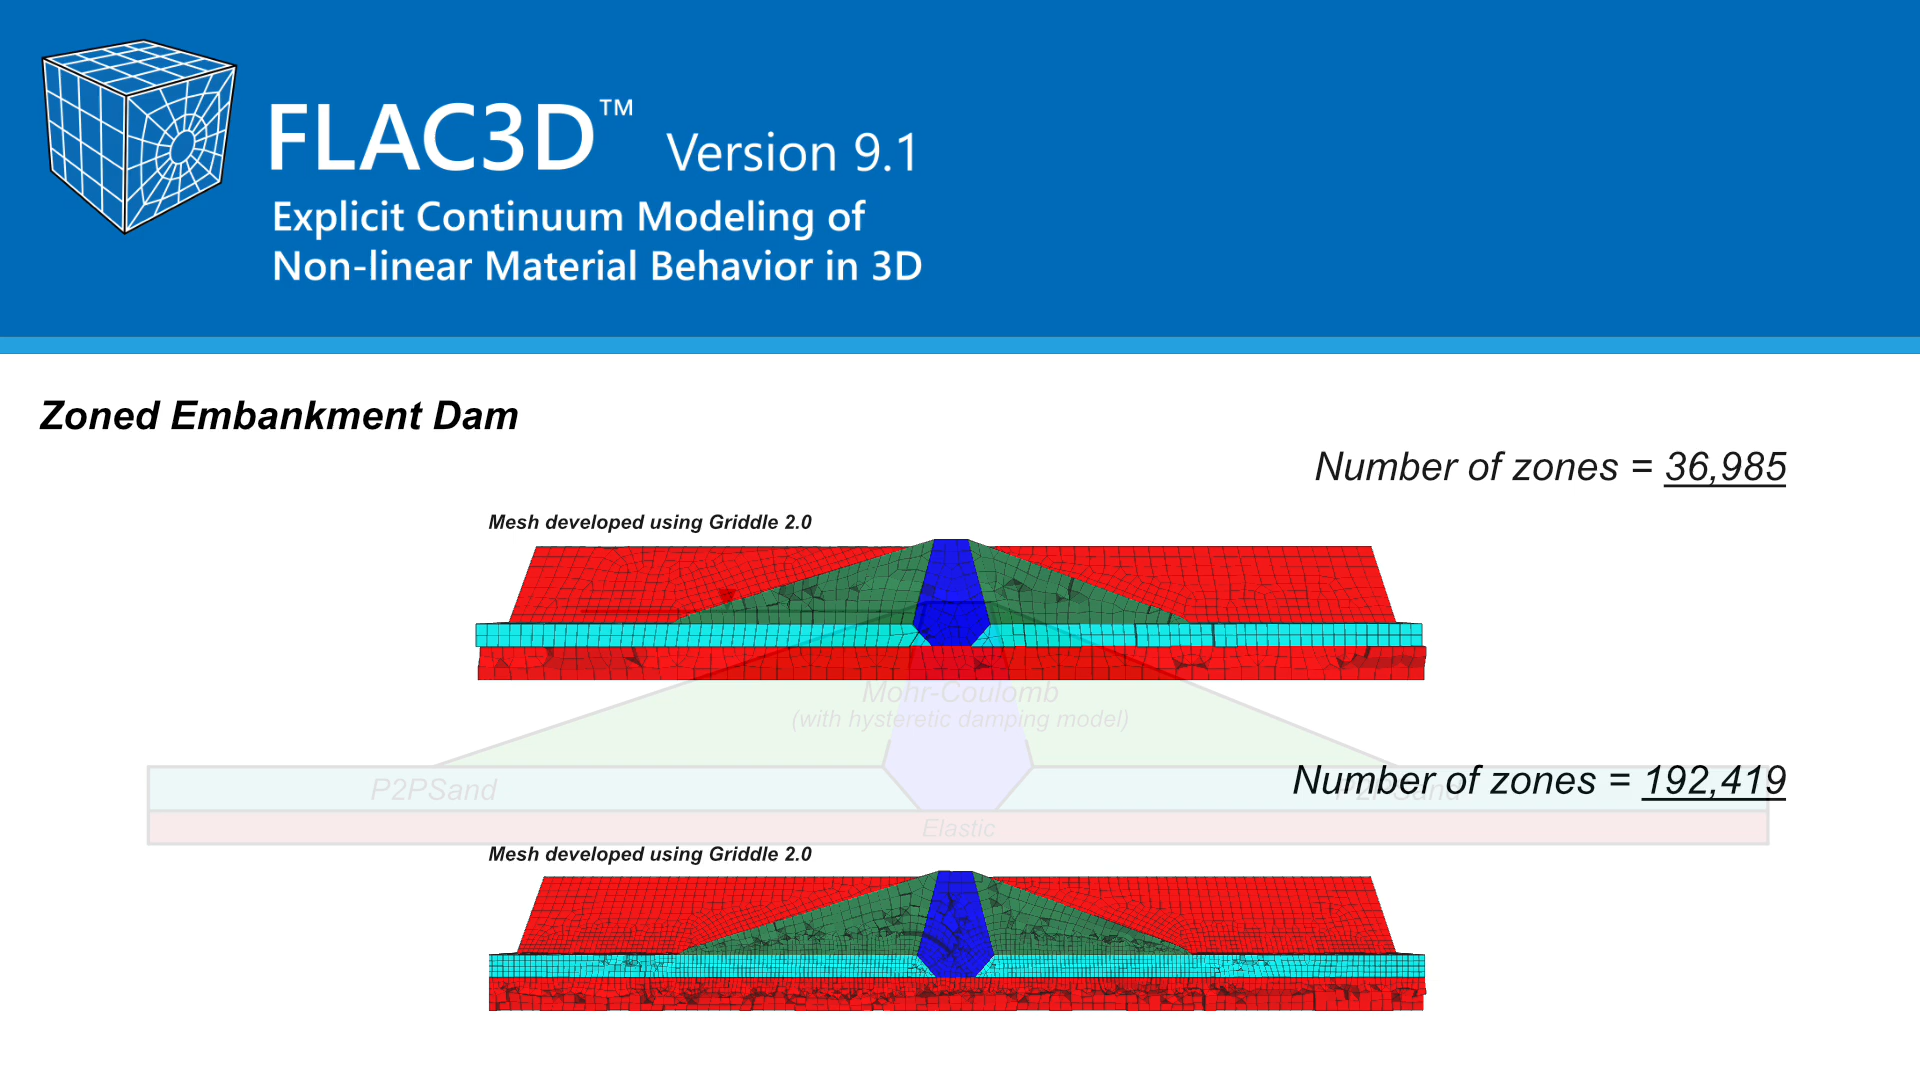 FLAC3D™ Version 9.1
Explicit Continuum Modeling of
Non-linear Material Behavior in 3D
Zoned Embankment Dam
Number of zones = 36,985
Mesh developed using Griddle 2.0
Mohr-Coulomb
(with hysteretic damping model)
P2PSand
Number of zones = 192,419
P2PSand
Elastic
Mesh developed using Griddle 2.0